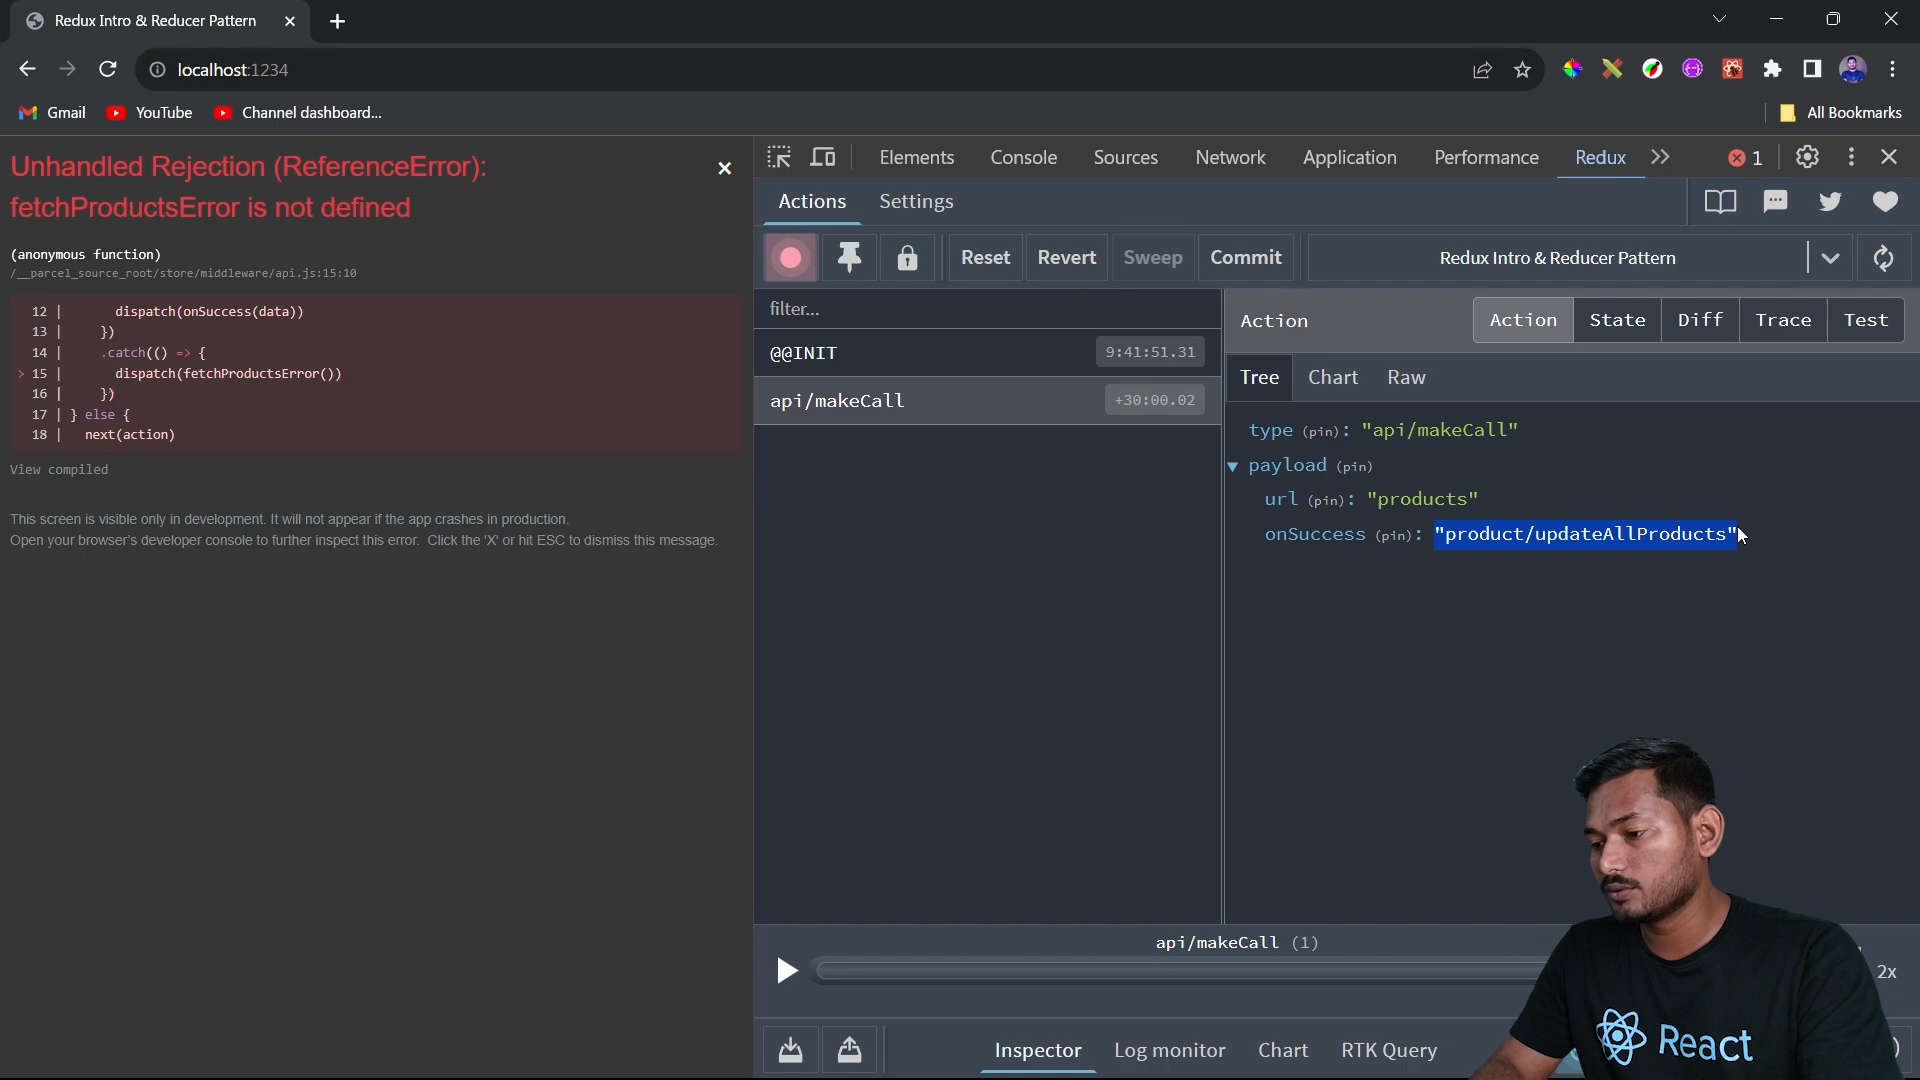 Redux Intro & Reducer Pattern
localhost:1234
Gmail YouTube Channel dashboard... All Bookmarks
Unhandled Rejection (ReferenceError):
fetchProductsError is not defined
(anonymous function)
/__parcel_source_root/store/middleware/api.js:15:10
12 | dispatch(onSuccess(data))
13 | })
14 | .catch(() => {
> 15 | dispatch(fetchProductsError())
16 | })
17 | } else {
18 | next(action)
View compiled
This screen is visible only in development. It will not appear if the app crashes in production.
Open your browser's developer console to further inspect this error. Click the 'X' or hit ESC to dismiss this message.
Elements Console Sources Network Application Performance Redux 1
Actions Settings
Reset Revert Sweep Commit Redux Intro & Reducer Pattern
filter...
@@INIT 9:41:51.31
api/makeCall +30:00.02
Action Action State Diff Trace Test
Tree Chart Raw
type (pin): "api/makeCall"
payload (pin)
url (pin): "products"
onSuccess (pin): "product/updateAllProducts"
api/makeCall (1)
2x
Inspector Log monitor Chart RTK Query
React